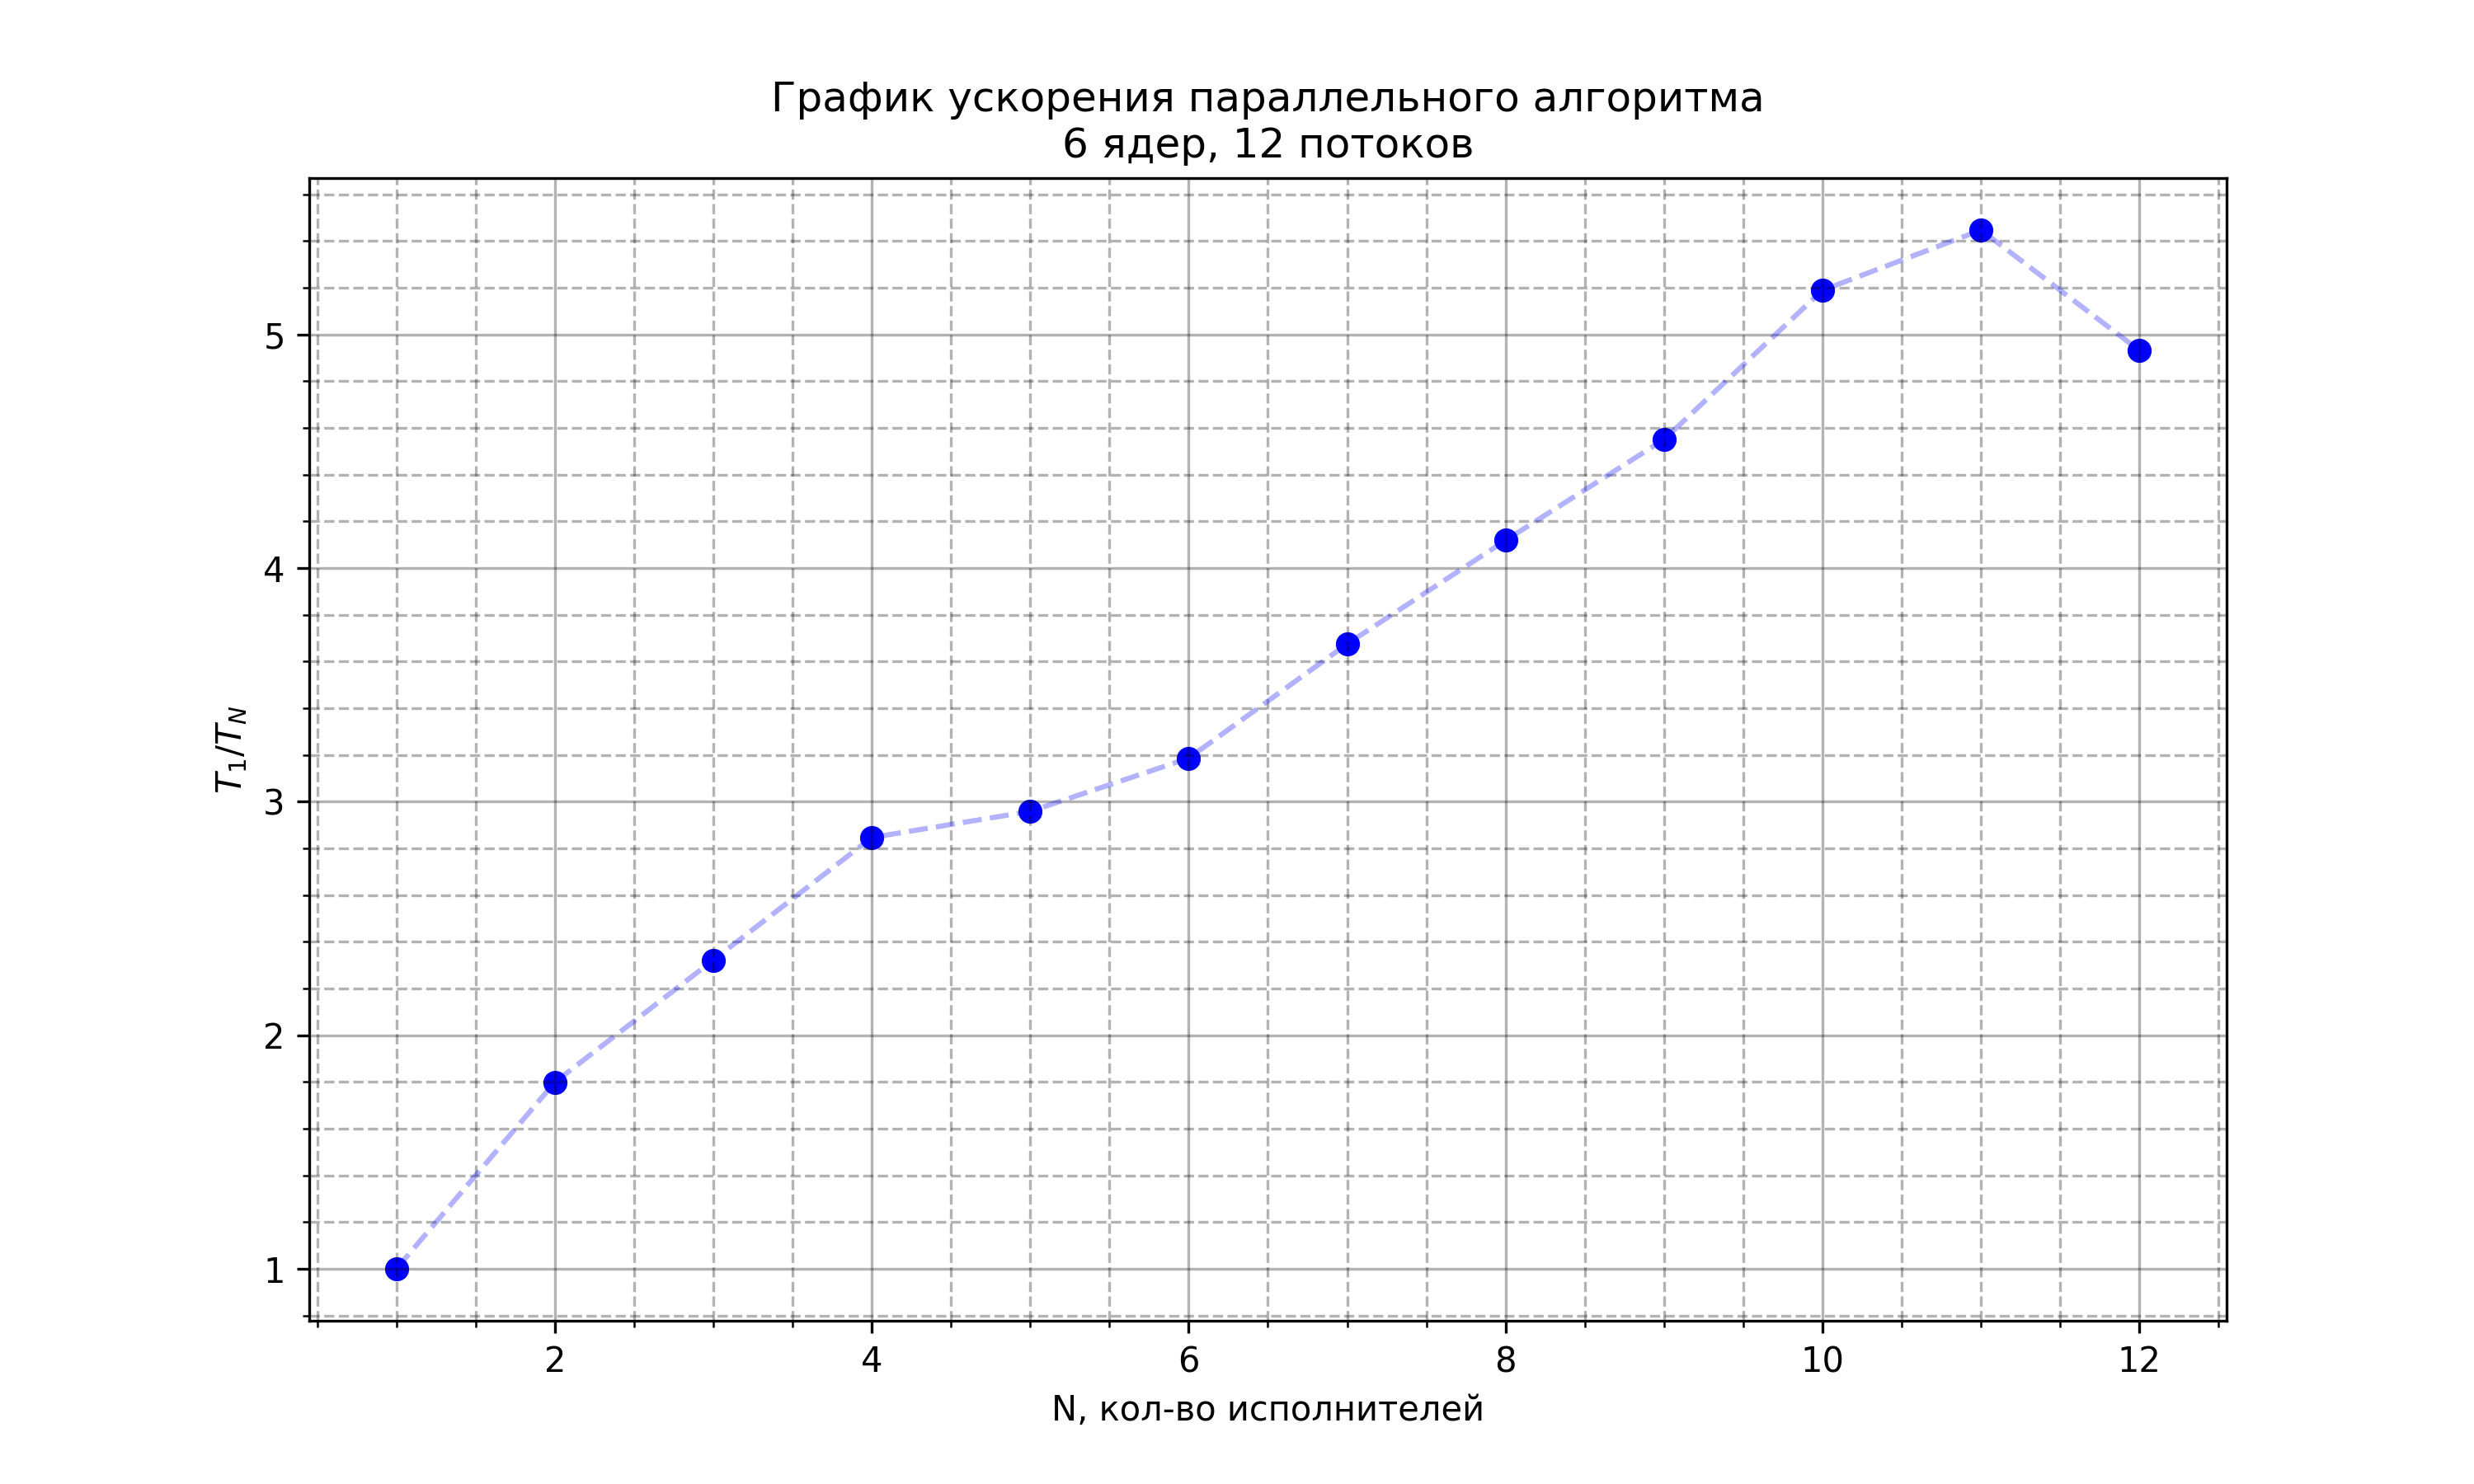 График ускорения параллельного алгоритма
6 ядер, 12 потоков
T₁/T_N
5
4
3
2
1
2 4 6 8 10 12
N, кол-во исполнителей